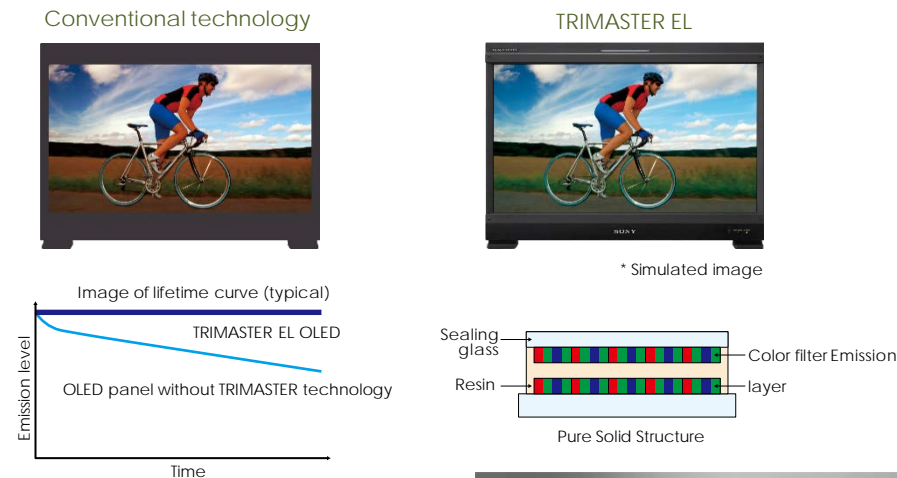 Conventional technology
TRIMASTER EL
SONY
* Simulated image
Image of lifetime curve (typical)
TRIMASTER EL OLED
OLED panel without TRIMASTER technology
Emission level
Time
Sealing
glass
Color filter Emission
Resin
layer
Pure Solid Structure